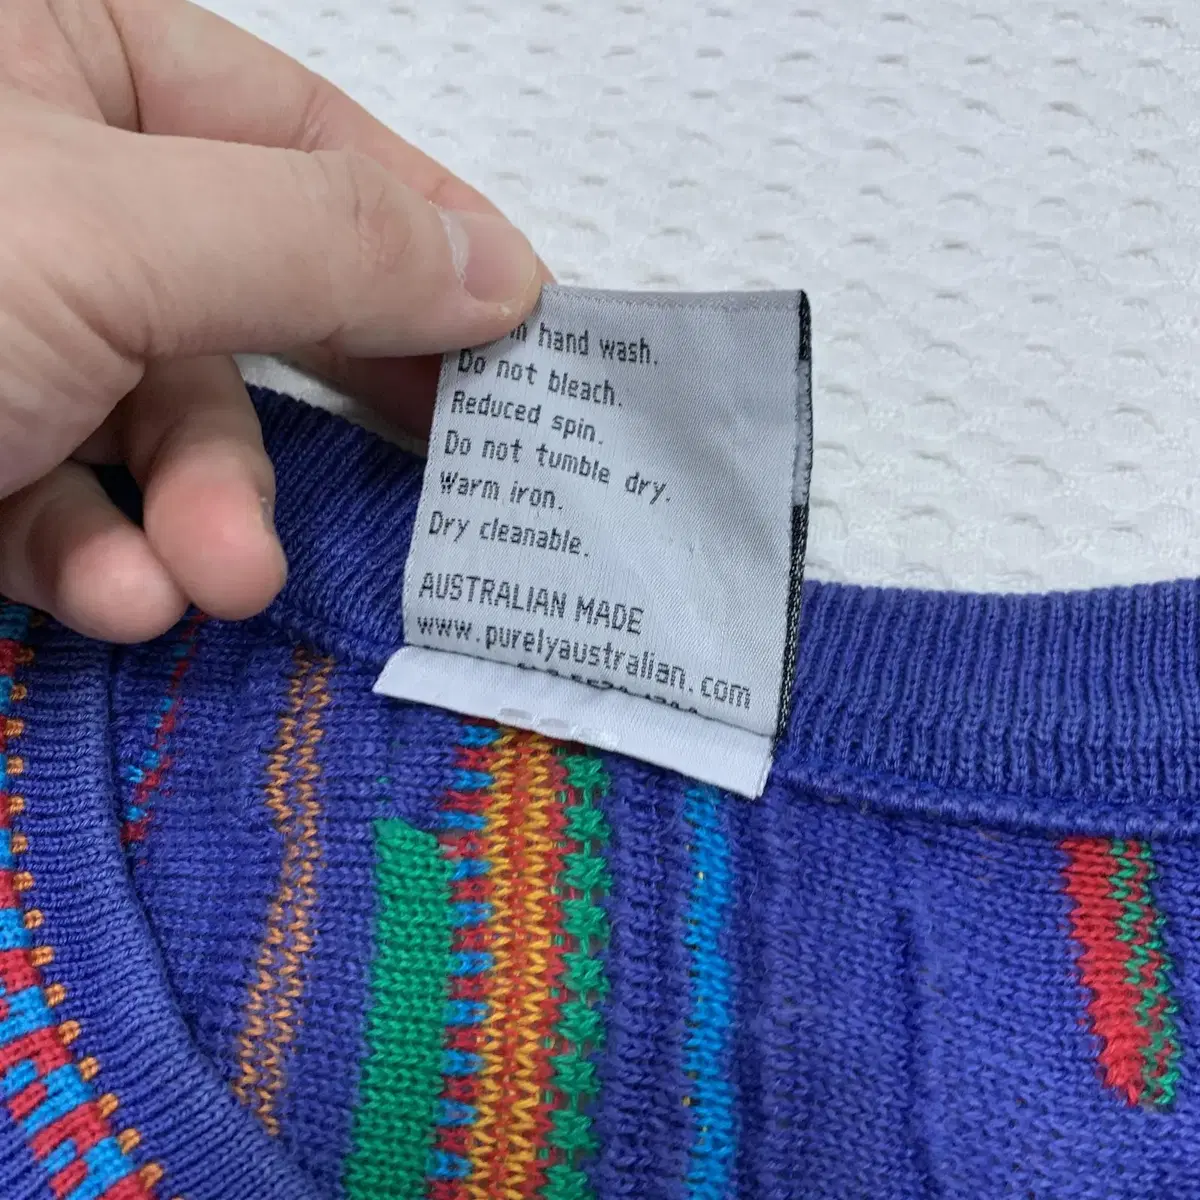 hand wash.
Do not bleach.
Reduced spin.
Do not tumble dry.
Warm iron.
Dry cleanable.
AUSTRALIAN MADE
www.purelyaustralian.com